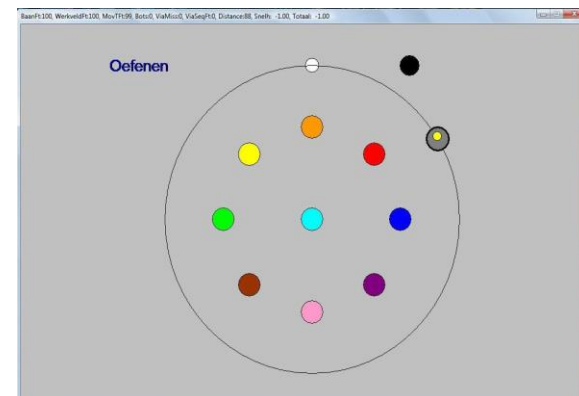 BaanFt:100, WerkveldFt:100, MovTFt:99, Bots:0, ViaMiss:0, ViaSeqFt:0, Distance:88, Snelh: -1.00, Totaal: -1.00
Oefenen